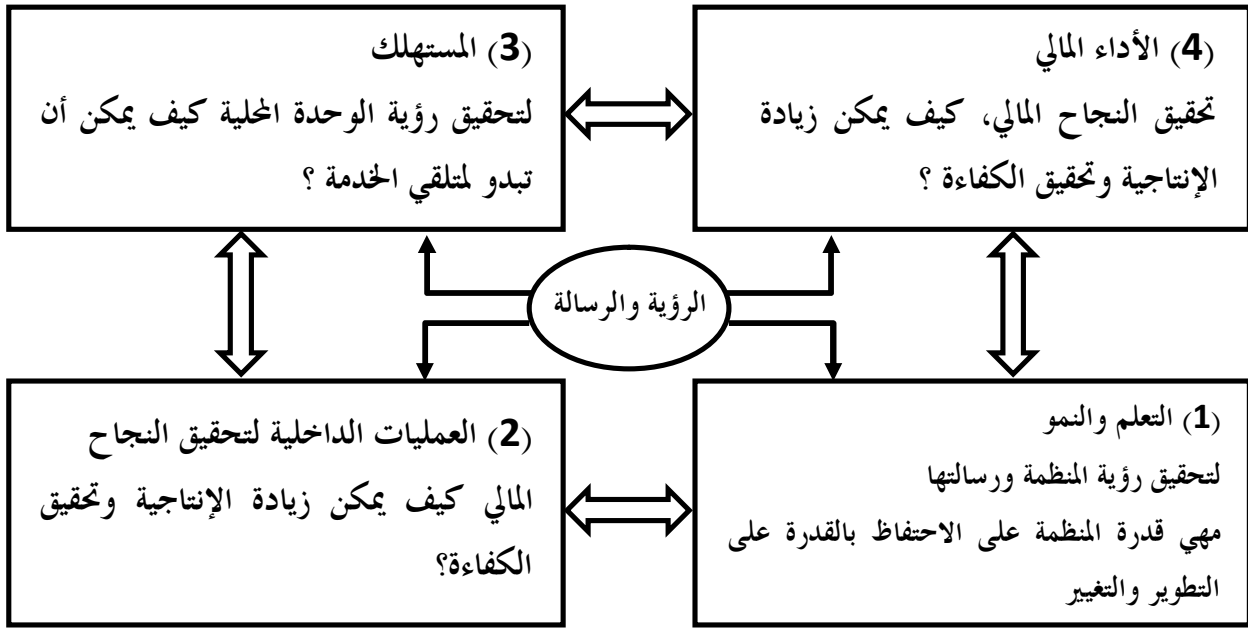 (4) الأداء المالي
تحقيق النجاح المالي، كيف يمكن زيادة
الإنتاجية وتحقيق الكفاءة ؟
(3) المستهلك
لتحقيق رؤية الوحدة المحلية كيف يمكن أن
تبدو لمتلقي الخدمة ؟
الرؤية والرسالة
(1) التعلم والنمو
لتحقيق رؤية المنظمة ورسالتها
مهي قدرة المنظمة على الاحتفاظ بالقدرة على
التطوير والتغيير
(2) العمليات الداخلية لتحقيق النجاح
المالي كيف يمكن زيادة الإنتاجية وتحقيق
الكفاءة؟